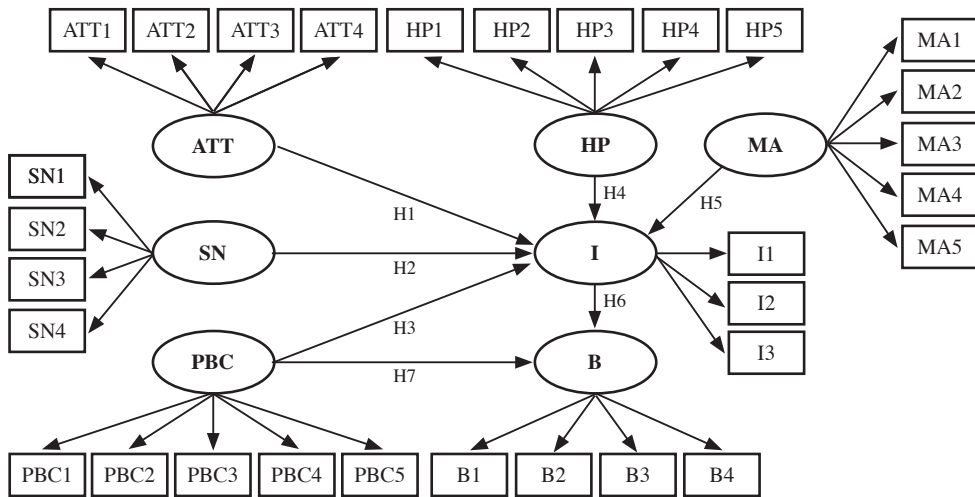 ATT1 ATT2 ATT3 ATT4 HP1 HP2 HP3 HP4 HP5
MA1
MA2
MA3
MA4
MA5
ATT HP MA
SN1
SN2
SN3
SN4
H1 H4 H5
SN H2 I
I1
I2
I3
H3 H6
PBC H7 B
PBC1 PBC2 PBC3 PBC4 PBC5 B1 B2 B3 B4